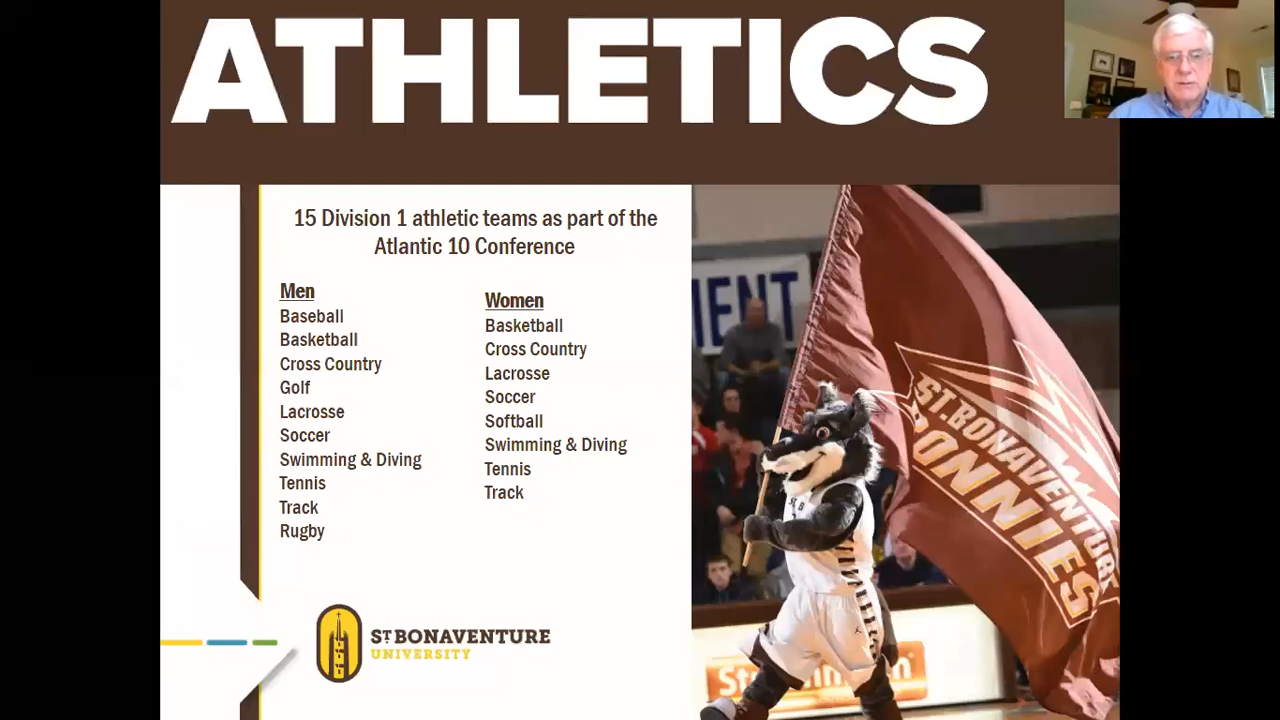 ATHLETICS
15 Division 1 athletic teams as part of the
Atlantic 10 Conference
Men
Baseball
Basketball
Cross Country
Golf
Lacrosse
Soccer
Swimming & Diving
Tennis
Track
Rugby
Women
Basketball
Cross Country
Lacrosse
Soccer
Softball
Swimming & Diving
Tennis
Track
ST. BONAVENTURE
UNIVERSITY
MENT
ST. BONAVENTURE
BONNIES